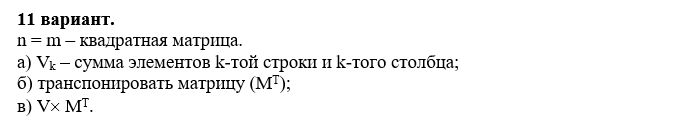 11 вариант.
n = m – квадратная матрица.
а) Vₖ – сумма элементов k-той строки и k-того столбца;
б) транспонировать матрицу (Mᵀ);
в) V× Mᵀ.